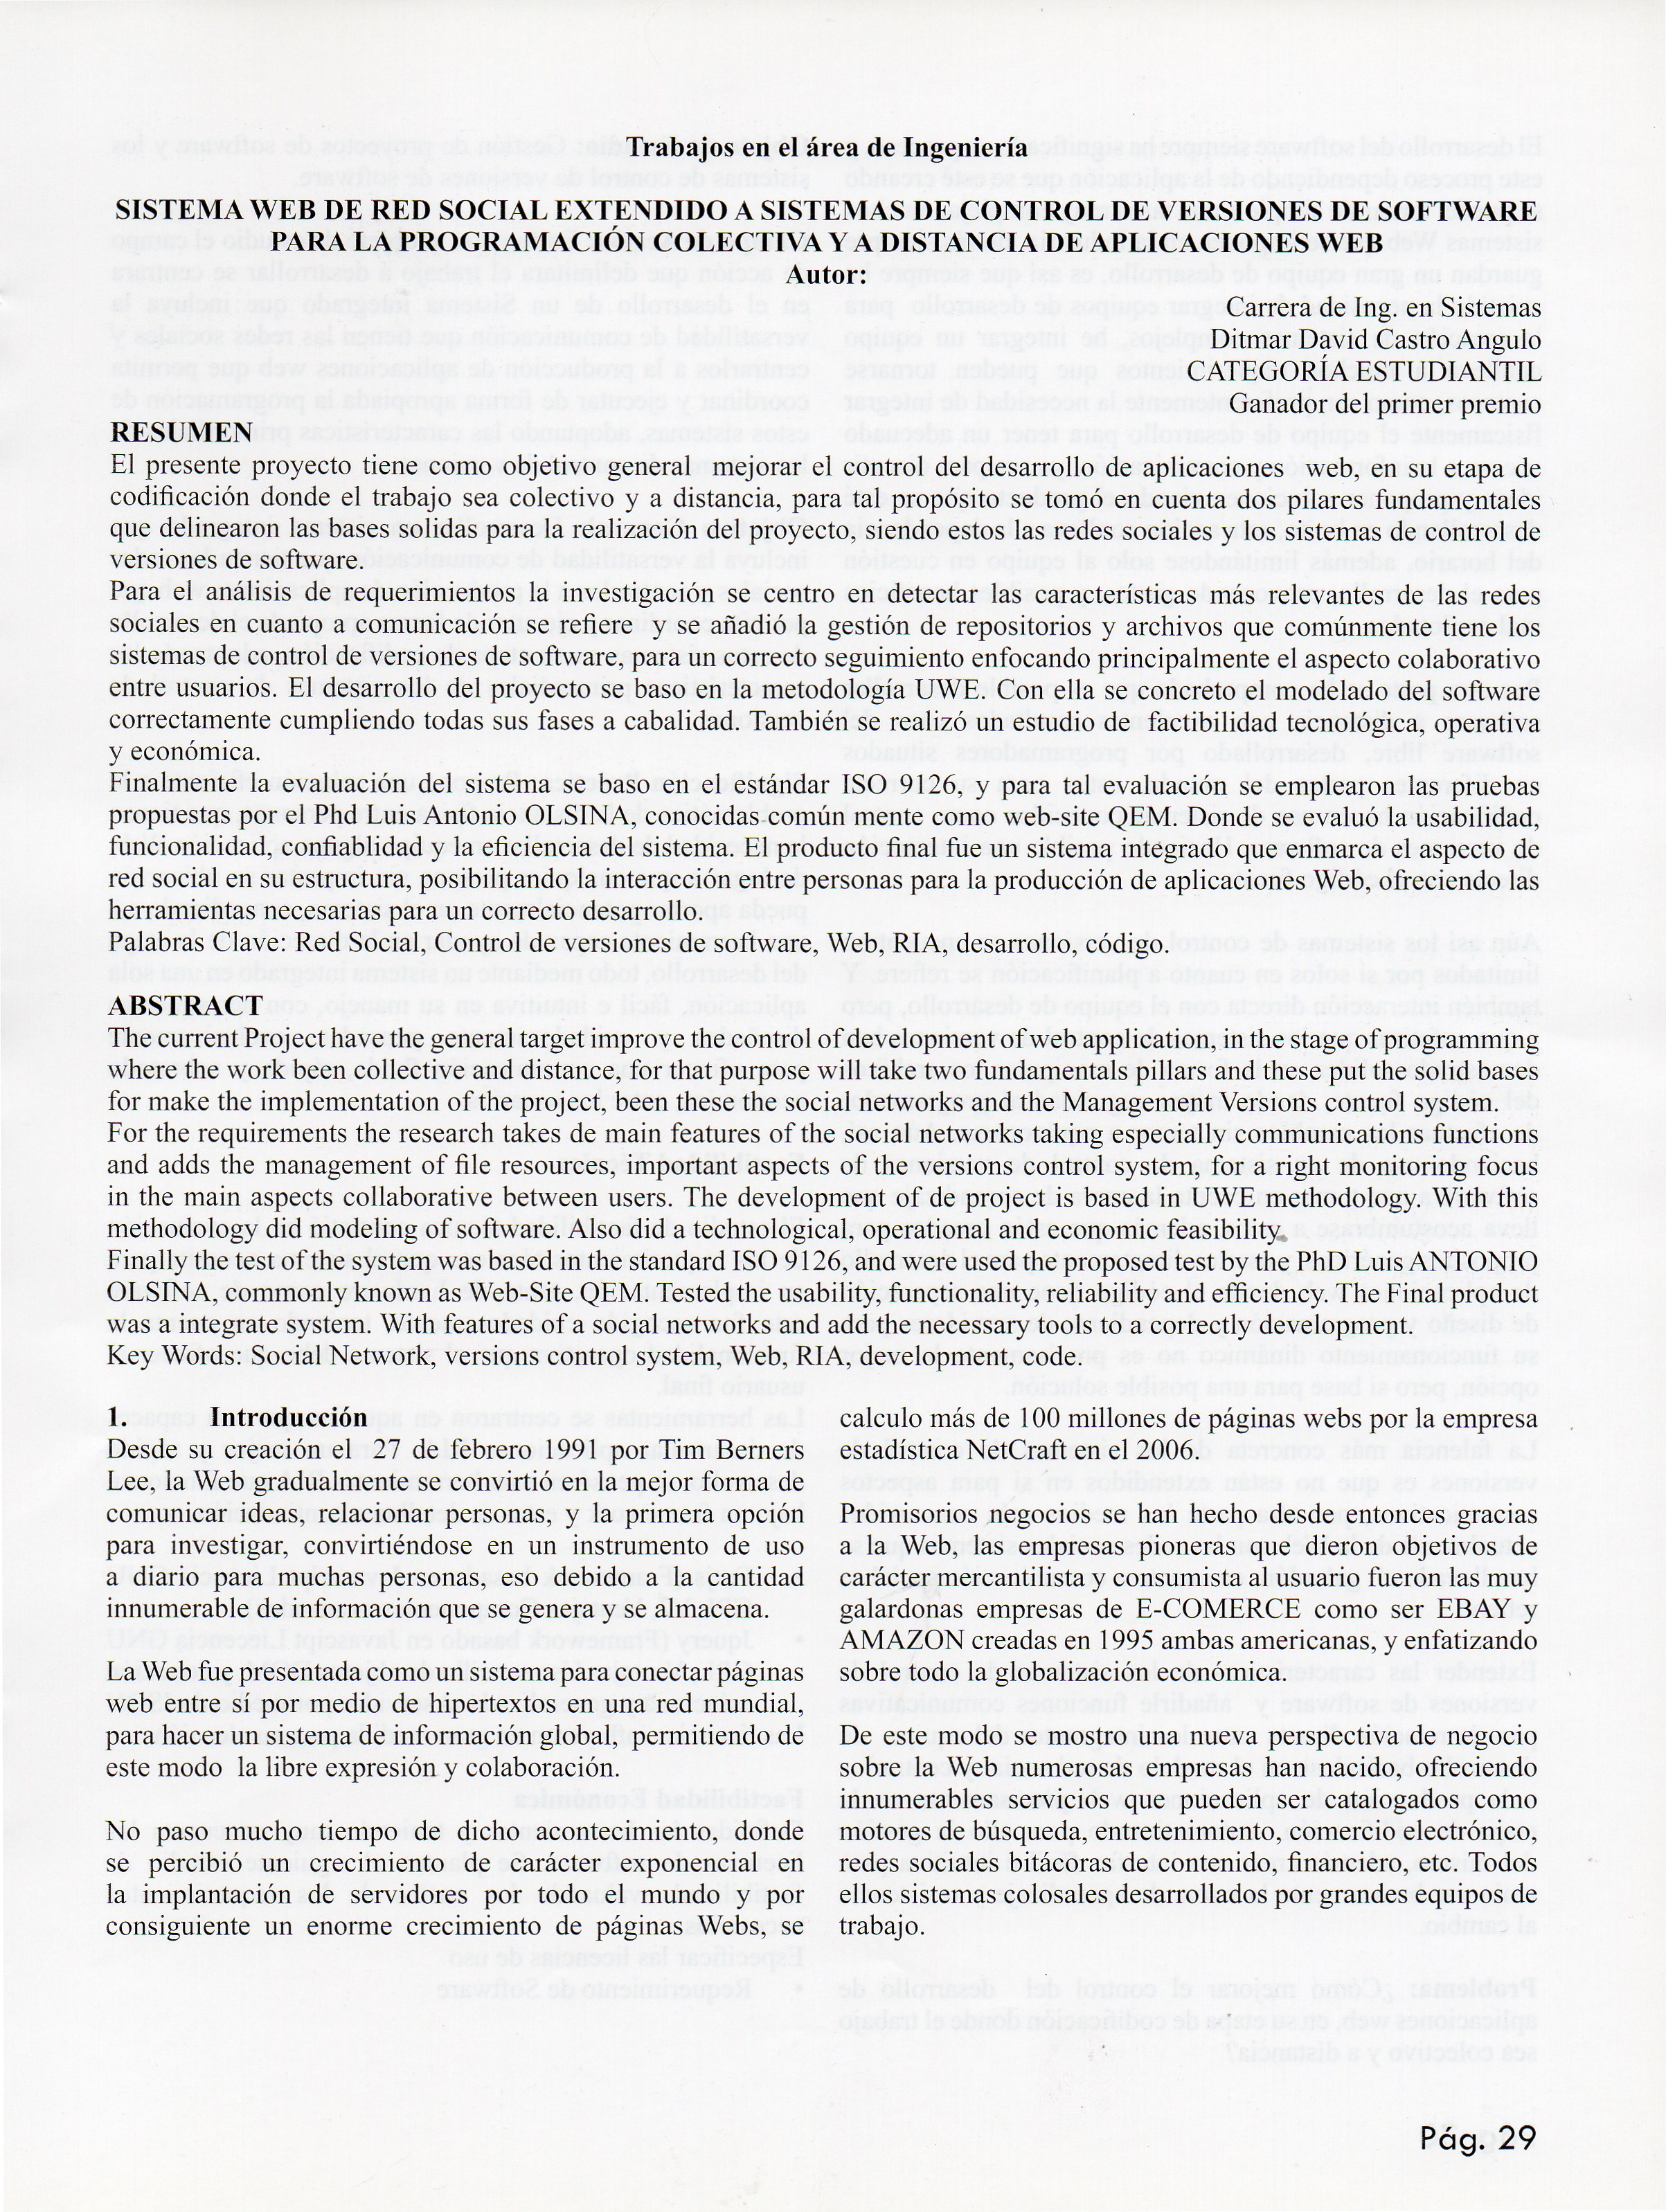 Trabajos en el área de Ingeniería
SISTEMA WEB DE RED SOCIAL EXTENDIDO A SISTEMAS DE CONTROL DE VERSIONES DE SOFTWARE
PARA LA PROGRAMACIÓN COLECTIVA Y A DISTANCIA DE APLICACIONES WEB
Autor:
Carrera de Ing. en Sistemas
Ditmar David Castro Angulo
CATEGORÍA ESTUDIANTIL
Ganador del primer premio
RESUMEN
El presente proyecto tiene como objetivo general mejorar el control del desarrollo de aplicaciones web, en su etapa de
codificación donde el trabajo sea colectivo y a distancia, para tal propósito se tomó en cuenta dos pilares fundamentales
que delinearon las bases solidas para la realización del proyecto, siendo estos las redes sociales y los sistemas de control de
versiones de software.
Para el análisis de requerimientos la investigación se centro en detectar las características más relevantes de las redes
sociales en cuanto a comunicación se refiere y se añadió la gestión de repositorios y archivos que comúnmente tiene los
sistemas de control de versiones de software, para un correcto seguimiento enfocando principalmente el aspecto colaborativo
entre usuarios. El desarrollo del proyecto se baso en la metodología UWE. Con ella se concreto el modelado del software
correctamente cumpliendo todas sus fases a cabalidad. También se realizó un estudio de factibilidad tecnológica, operativa
y económica.
Finalmente la evaluación del sistema se baso en el estándar ISO 9126, y para tal evaluación se emplearon las pruebas
propuestas por el Phd Luis Antonio OLSINA, conocidas común mente como web-site QEM. Donde se evaluó la usabilidad,
funcionalidad, confiablidad y la eficiencia del sistema. El producto final fue un sistema integrado que enmarca el aspecto de
red social en su estructura, posibilitando la interacción entre personas para la producción de aplicaciones Web, ofreciendo las
herramientas necesarias para un correcto desarrollo.
Palabras Clave: Red Social, Control de versiones de software, Web, RIA, desarrollo, código.
ABSTRACT
The current Project have the general target improve the control of development of web application, in the stage of programming
where the work been collective and distance, for that purpose will take two fundamentals pillars and these put the solid bases
for make the implementation of the project, been these the social networks and the Management Versions control system.
For the requirements the research takes de main features of the social networks taking especially communications functions
and adds the management of file resources, important aspects of the versions control system, for a right monitoring focus
in the main aspects collaborative between users. The development of de project is based in UWE methodology. With this
methodology did modeling of software. Also did a technological, operational and economic feasibility.
Finally the test of the system was based in the standard ISO 9126, and were used the proposed test by the PhD Luis ANTONIO
OLSINA, commonly known as Web-Site QEM. Tested the usability, functionality, reliability and efficiency. The Final product
was a integrate system. With features of a social networks and add the necessary tools to a correctly development.
Key Words: Social Network, versions control system, Web, RIA, development, code.
1. Introducción
Desde su creación el 27 de febrero 1991 por Tim Berners
Lee, la Web gradualmente se convirtió en la mejor forma de
comunicar ideas, relacionar personas, y la primera opción
para investigar, convirtiéndose en un instrumento de uso
a diario para muchas personas, eso debido a la cantidad
innumerable de información que se genera y se almacena.
La Web fue presentada como un sistema para conectar páginas
web entre sí por medio de hipertextos en una red mundial,
para hacer un sistema de información global, permitiendo de
este modo la libre expresión y colaboración.
No paso mucho tiempo de dicho acontecimiento, donde
se percibió un crecimiento de carácter exponencial en
la implantación de servidores por todo el mundo y por
consiguiente un enorme crecimiento de páginas Webs, se
calculo más de 100 millones de páginas webs por la empresa
estadística NetCraft en el 2006.
Promisorios negocios se han hecho desde entonces gracias
a la Web, las empresas pioneras que dieron objetivos de
carácter mercantilista y consumista al usuario fueron las muy
galardonas empresas de E-COMERCE como ser EBAY y
AMAZON creadas en 1995 ambas americanas, y enfatizando
sobre todo la globalización económica.
De este modo se mostro una nueva perspectiva de negocio
sobre la Web numerosas empresas han nacido, ofreciendo
innumerables servicios que pueden ser catalogados como
motores de búsqueda, entretenimiento, comercio electrónico,
redes sociales bitácoras de contenido, financiero, etc. Todos
ellos sistemas colosales desarrollados por grandes equipos de
trabajo.
Pág. 29